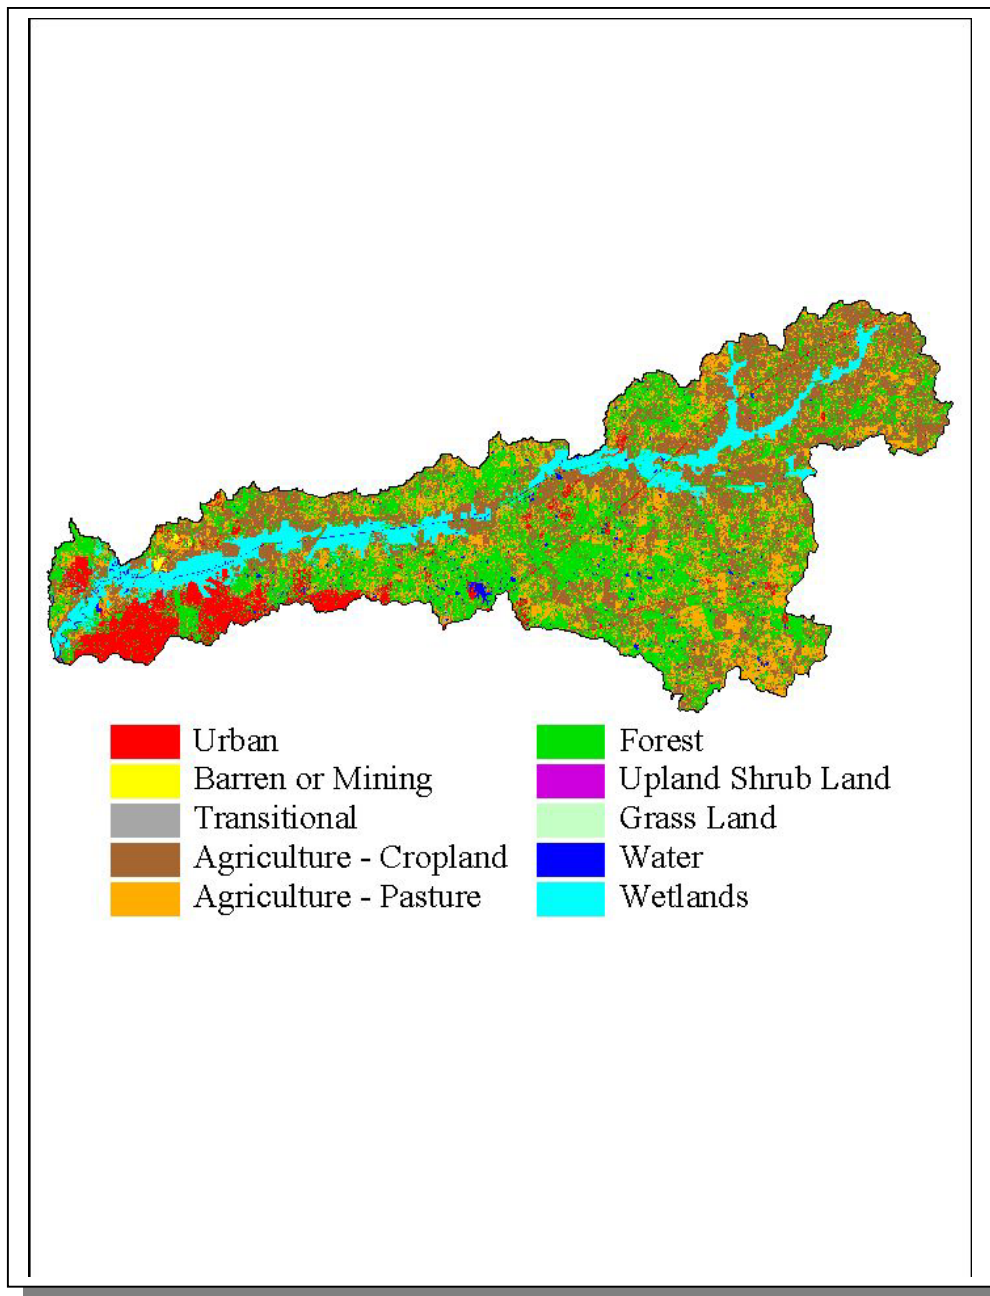 Urban
Barren or Mining
Transitional
Agriculture - Cropland
Agriculture - Pasture
Forest
Upland Shrub Land
Grass Land
Water
Wetlands